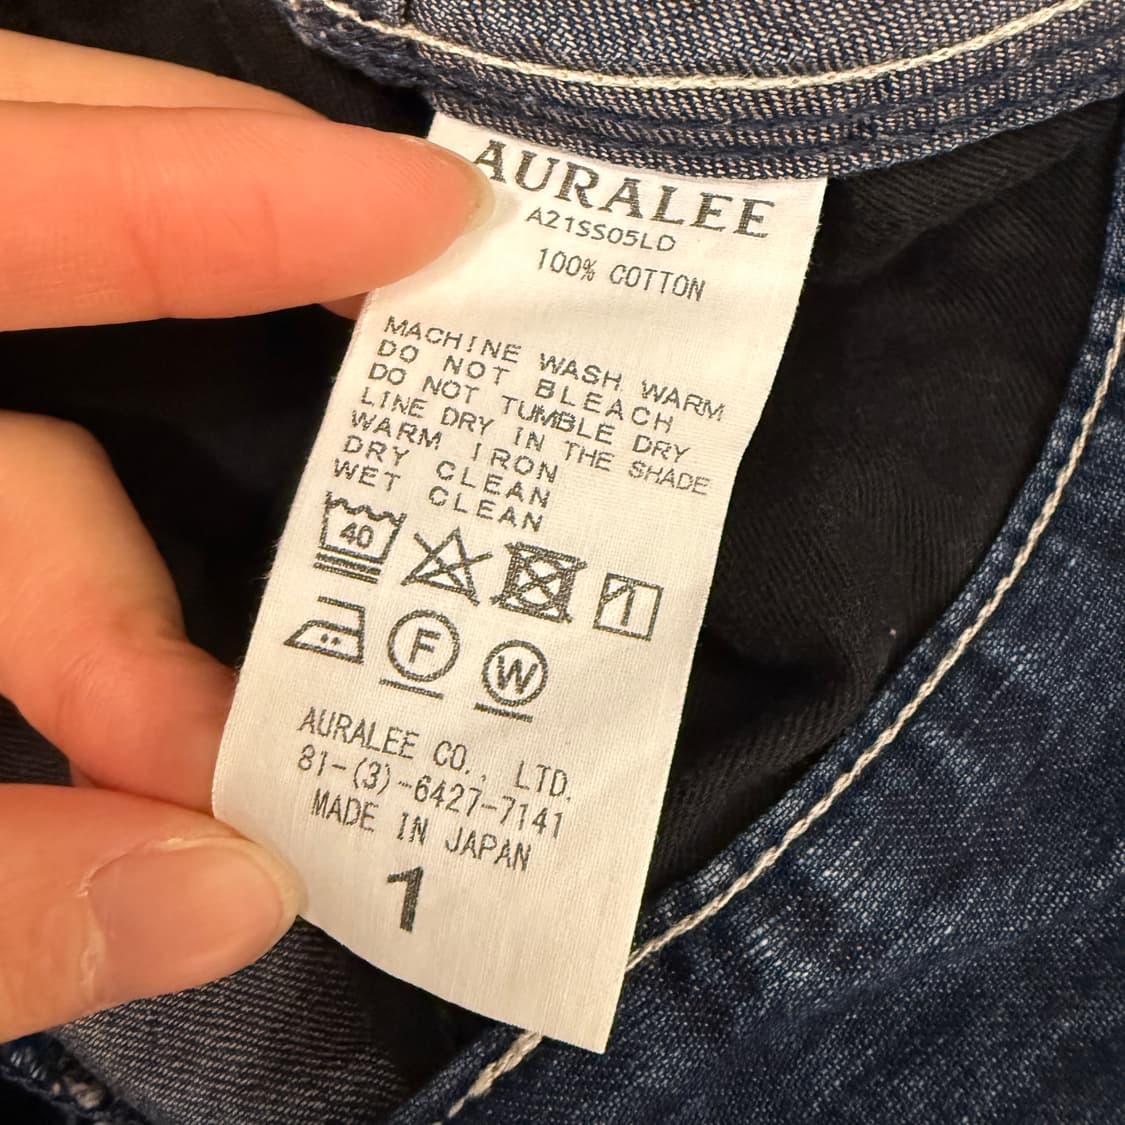 AURALEE
A21SS05LD
100% COTTON
MACHINE WASH WARM
DO NOT BLEACH
DO NOT TUMBLE DRY
LINE DRY IN THE SHADE
WARM IRON
DRY CLEAN
WET CLEAN
40
F
W
AURALEE CO., LTD.
81-(3)-6427-7141
MADE IN JAPAN
1